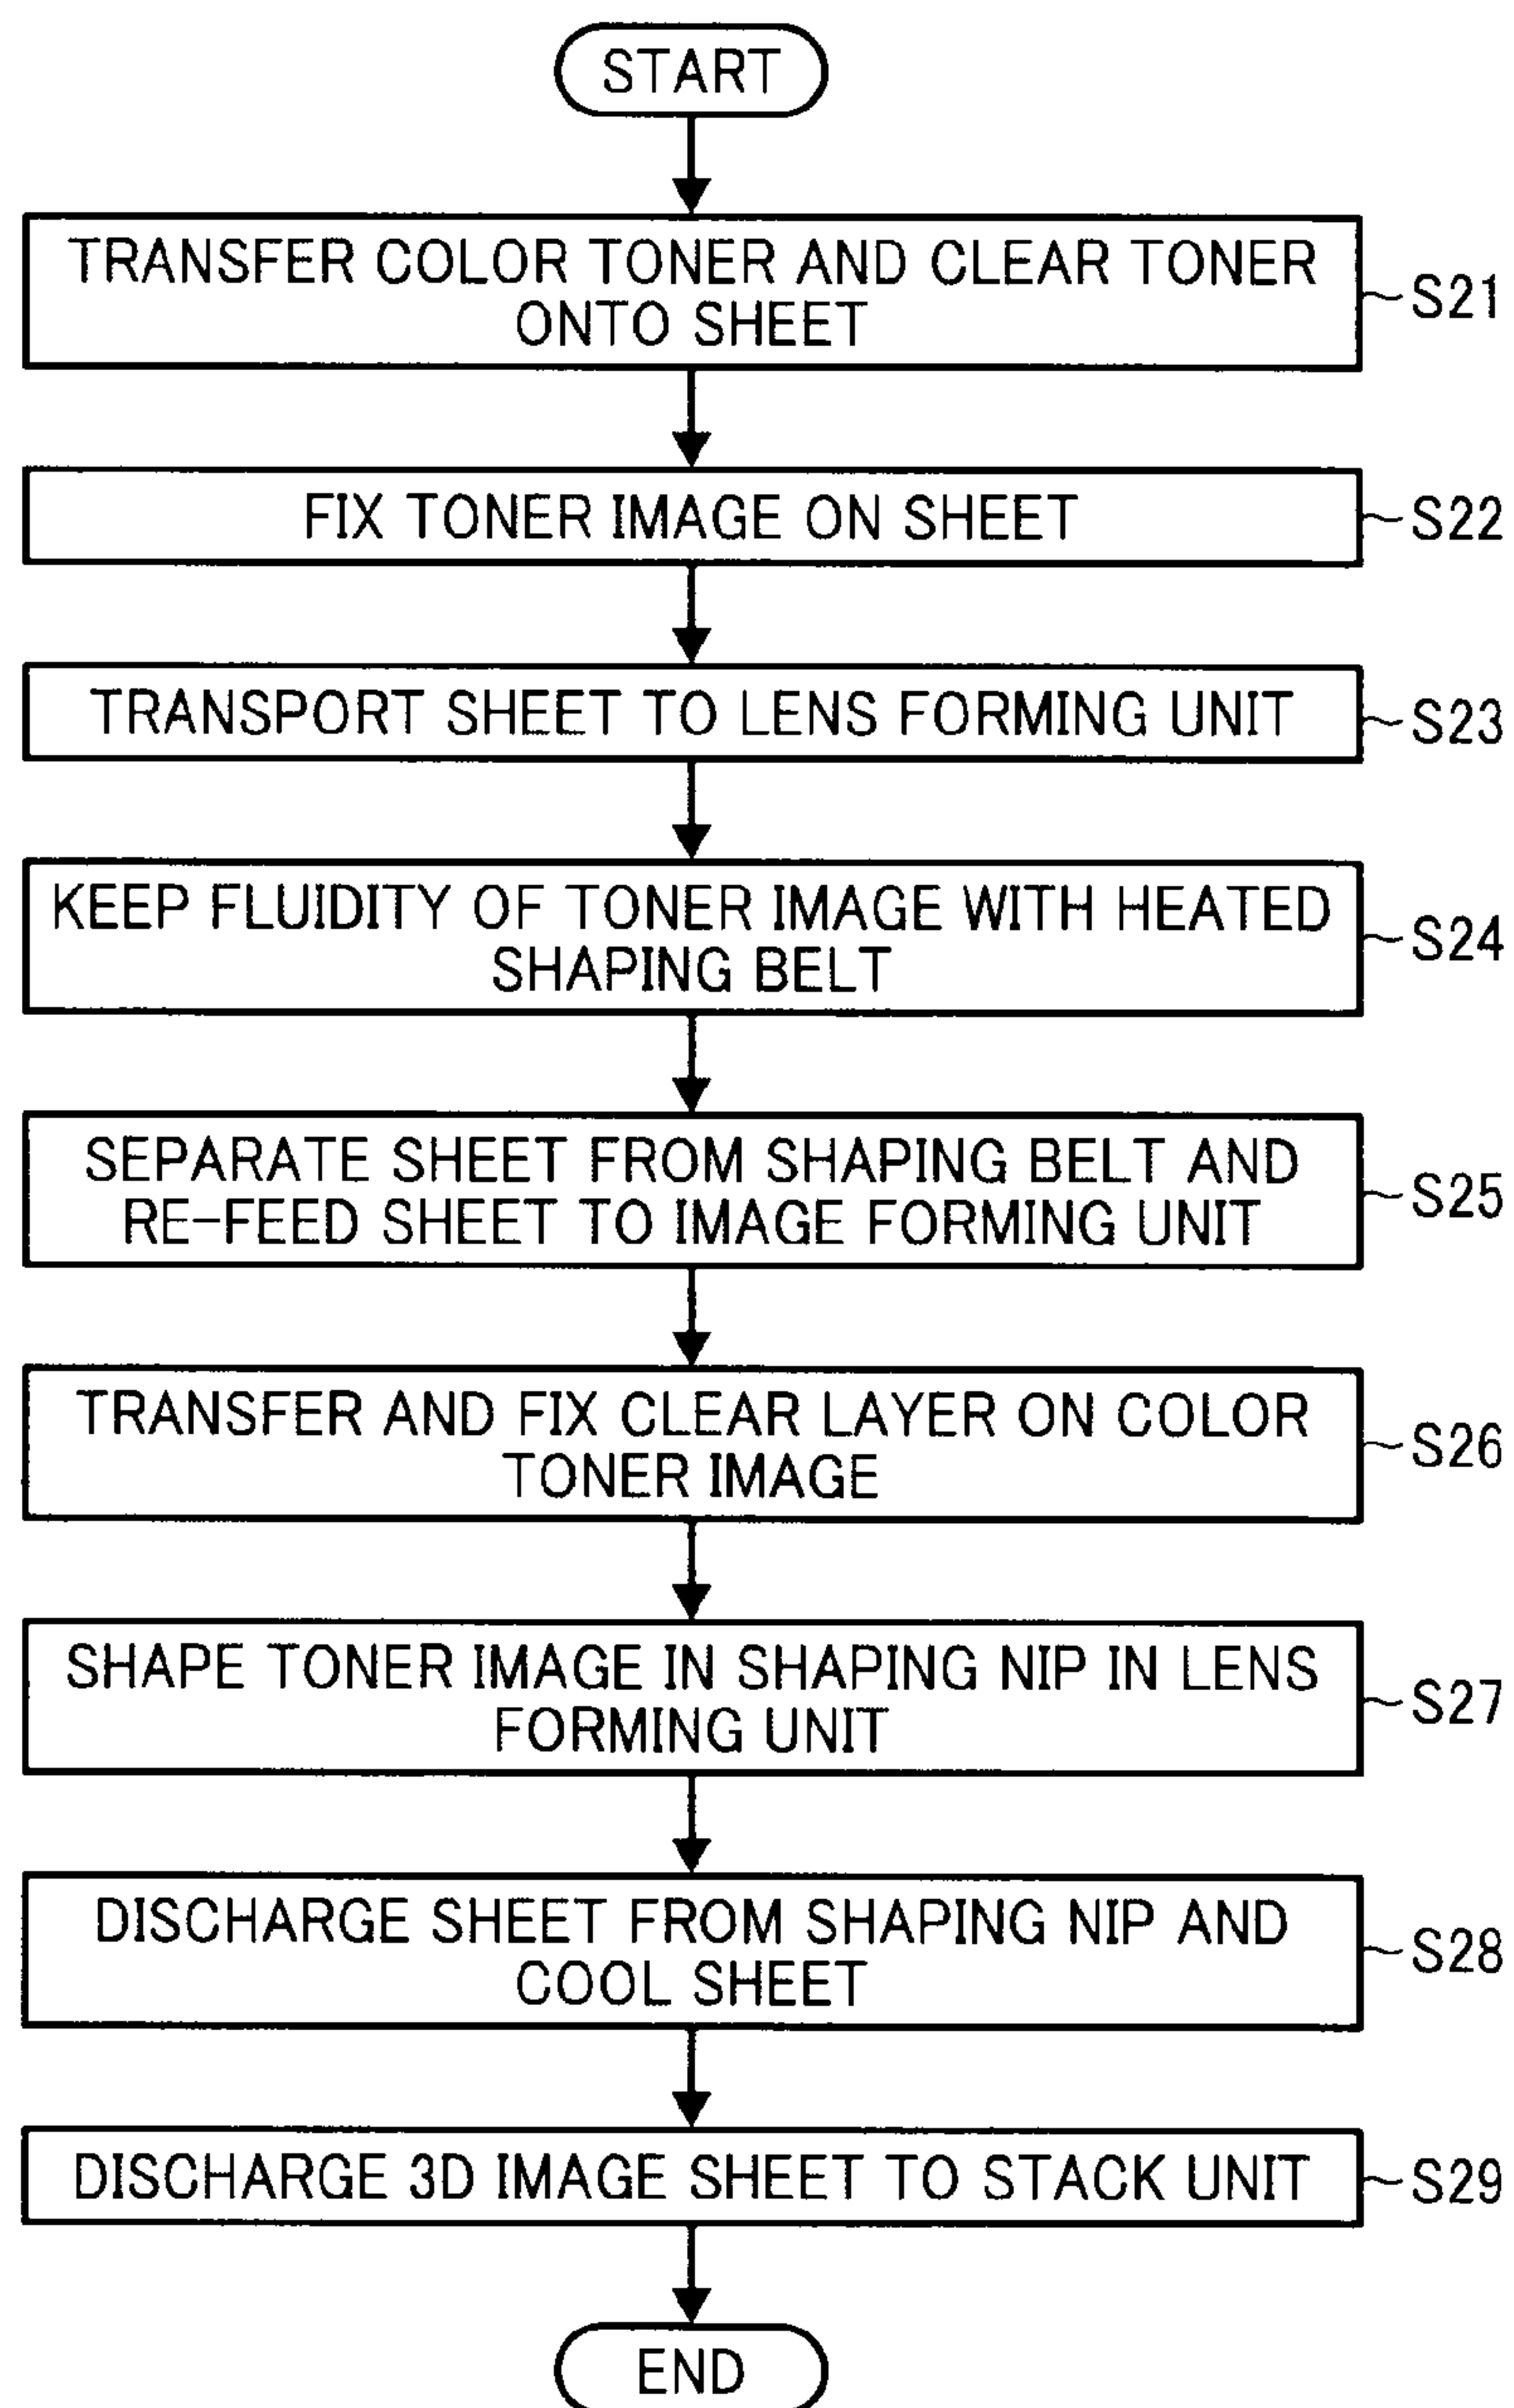 START
TRANSFER COLOR TONER AND CLEAR TONER
ONTO SHEET
S21
FIX TONER IMAGE ON SHEET
S22
TRANSPORT SHEET TO LENS FORMING UNIT
S23
KEEP FLUIDITY OF TONER IMAGE WITH HEATED
SHAPING BELT
S24
SEPARATE SHEET FROM SHAPING BELT AND
RE-FEED SHEET TO IMAGE FORMING UNIT
S25
TRANSFER AND FIX CLEAR LAYER ON COLOR
TONER IMAGE
S26
SHAPE TONER IMAGE IN SHAPING NIP IN LENS
FORMING UNIT
S27
DISCHARGE SHEET FROM SHAPING NIP AND
COOL SHEET
S28
DISCHARGE 3D IMAGE SHEET TO STACK UNIT
S29
END